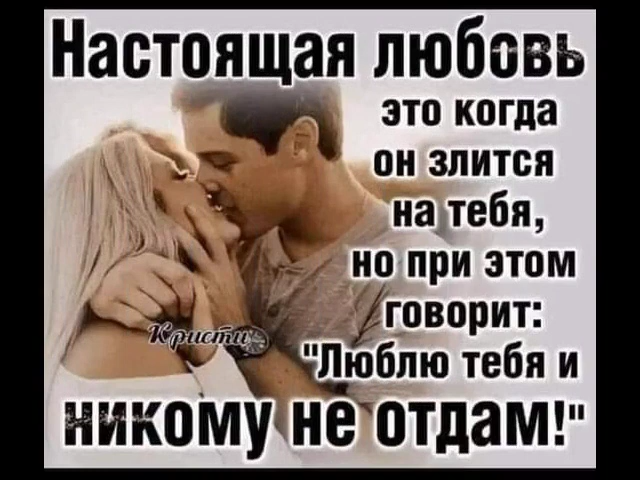 Настоящая любовь
это когда
он злится
на тебя,
но при этом
говорит:
Кристи
"Люблю тебя и
никому не отдам!"